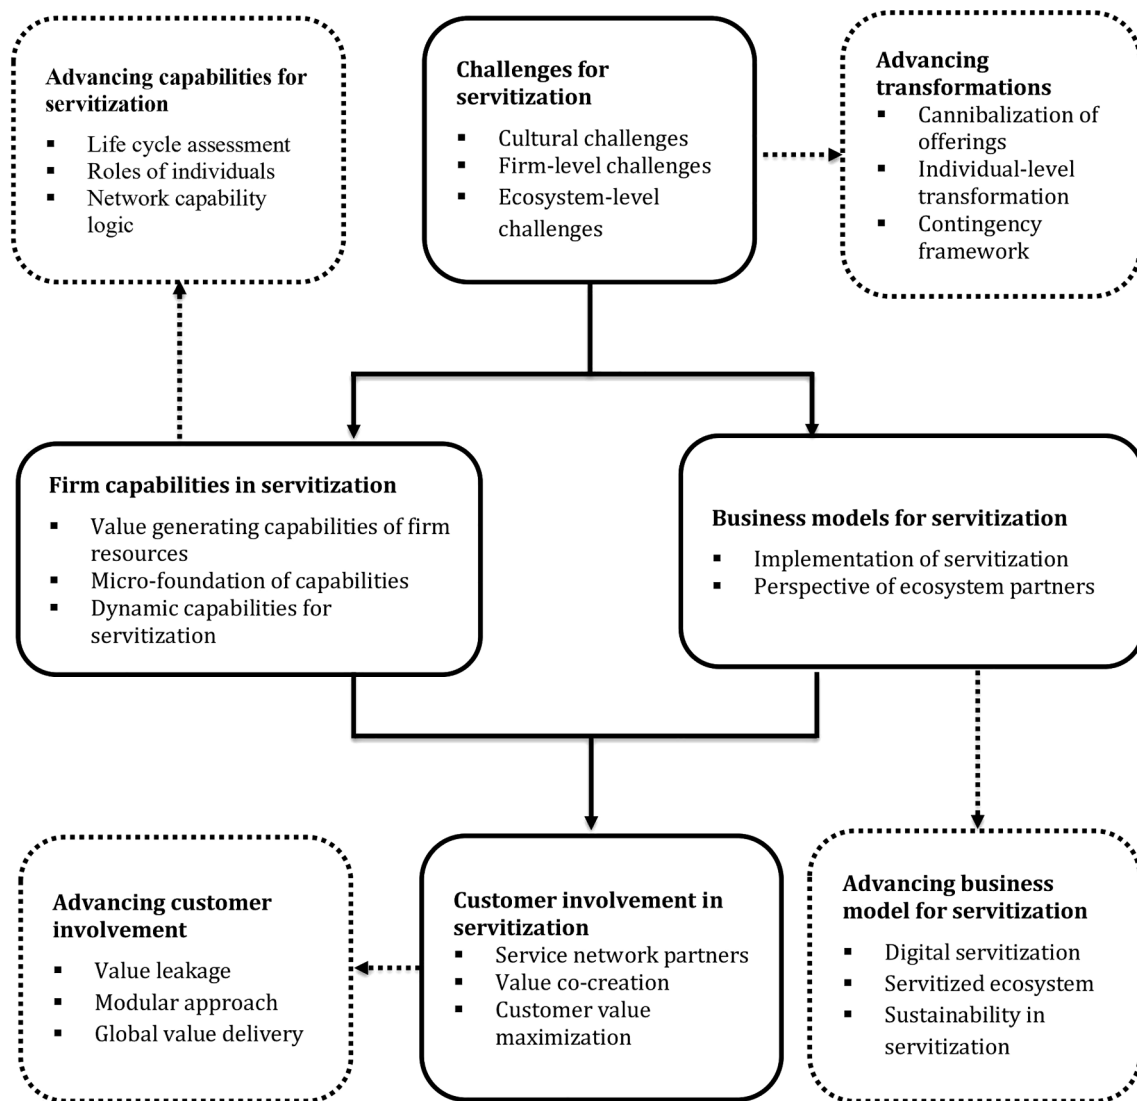 Advancing capabilities for
servitization
▪ Life cycle assessment
▪ Roles of individuals
▪ Network capability
logic
Challenges for
servitization
▪ Cultural challenges
▪ Firm-level challenges
▪ Ecosystem-level
challenges
Advancing
transformations
▪ Cannibalization of
offerings
▪ Individual-level
transformation
▪ Contingency
framework
Firm capabilities in servitization
▪ Value generating capabilities of firm
resources
▪ Micro-foundation of capabilities
▪ Dynamic capabilities for
servitization
Business models for servitization
▪ Implementation of servitization
▪ Perspective of ecosystem partners
Advancing customer
involvement
▪ Value leakage
▪ Modular approach
▪ Global value delivery
Customer involvement in
servitization
▪ Service network partners
▪ Value co-creation
▪ Customer value
maximization
Advancing business
model for servitization
▪ Digital servitization
▪ Servitized ecosystem
▪ Sustainability in
servitization